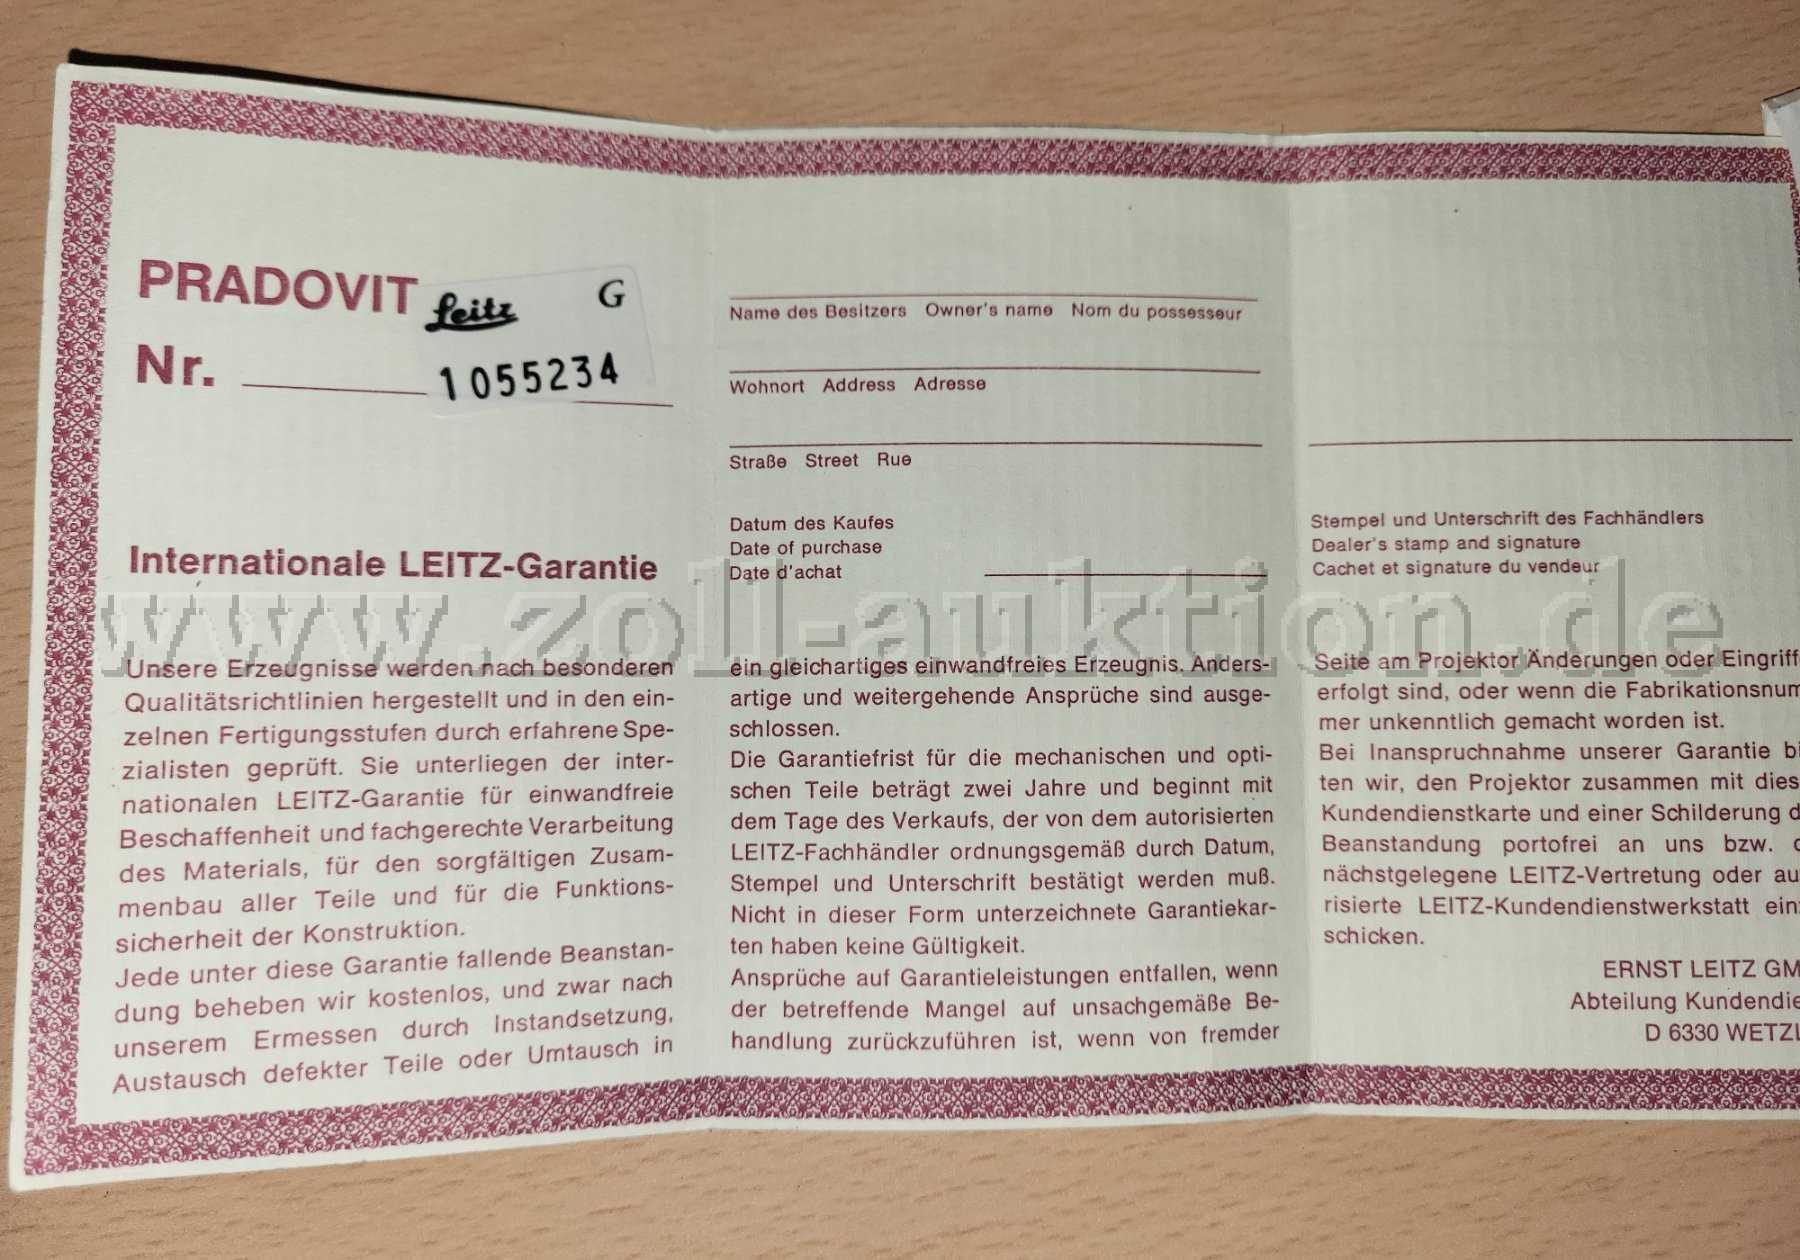 PRADOVIT
Leitz G
Nr. 1055234
Internationale LEITZ-Garantie
Unsere Erzeugnisse werden nach besonderen
Qualitätsrichtlinien hergestellt und in den ein-
zelnen Fertigungsstufen durch erfahrene Spe-
zialisten geprüft. Sie unterliegen der inter-
nationalen LEITZ-Garantie für einwandfreie
Beschaffenheit und fachgerechte Verarbeitung
des Materials, für den sorgfältigen Zusam-
menbau aller Teile und für die Funktions-
sicherheit der Konstruktion.
Jede unter diese Garantie fallende Beanstan-
dung beheben wir kostenlos, und zwar nach
unserem Ermessen durch Instandsetzung,
Austausch defekter Teile oder Umtausch in
Name des Besitzers Owner's name Nom du possesseur
Wohnort Address Adresse
Straße Street Rue
Datum des Kaufes
Date of purchase
Date d'achat
ein gleichartiges einwandfreies Erzeugnis. Anders-
artige und weitergehende Ansprüche sind ausge-
schlossen.
Die Garantiefrist für die mechanischen und opti-
schen Teile beträgt zwei Jahre und beginnt mit
dem Tage des Verkaufs, der von dem autorisierten
LEITZ-Fachhändler ordnungsgemäß durch Datum,
Stempel und Unterschrift bestätigt werden muß.
Nicht in dieser Form unterzeichnete Garantiekar-
ten haben keine Gültigkeit.
Ansprüche auf Garantieleistungen entfallen, wenn
der betreffende Mangel auf unsachgemäße Be-
handlung zurückzuführen ist, wenn von fremder
Stempel und Unterschrift des Fachhändlers
Dealer's stamp and signature
Cachet et signature du vendeur
Seite am Projektor Änderungen oder Eingriff
erfolgt sind, oder wenn die Fabrikationsnum
mer unkenntlich gemacht worden ist.
Bei Inanspruchnahme unserer Garantie bi
ten wir, den Projektor zusammen mit dies
Kundendienstkarte und einer Schilderung d
Beanstandung portofrei an uns bzw.
nächstgelegene LEITZ-Vertretung oder au
risierte LEITZ-Kundendienstwerkstatt ein
schicken.
ERNST LEITZ GM
Abteilung Kundendie
D 6330 WETZL
www.zoll-auktion.de